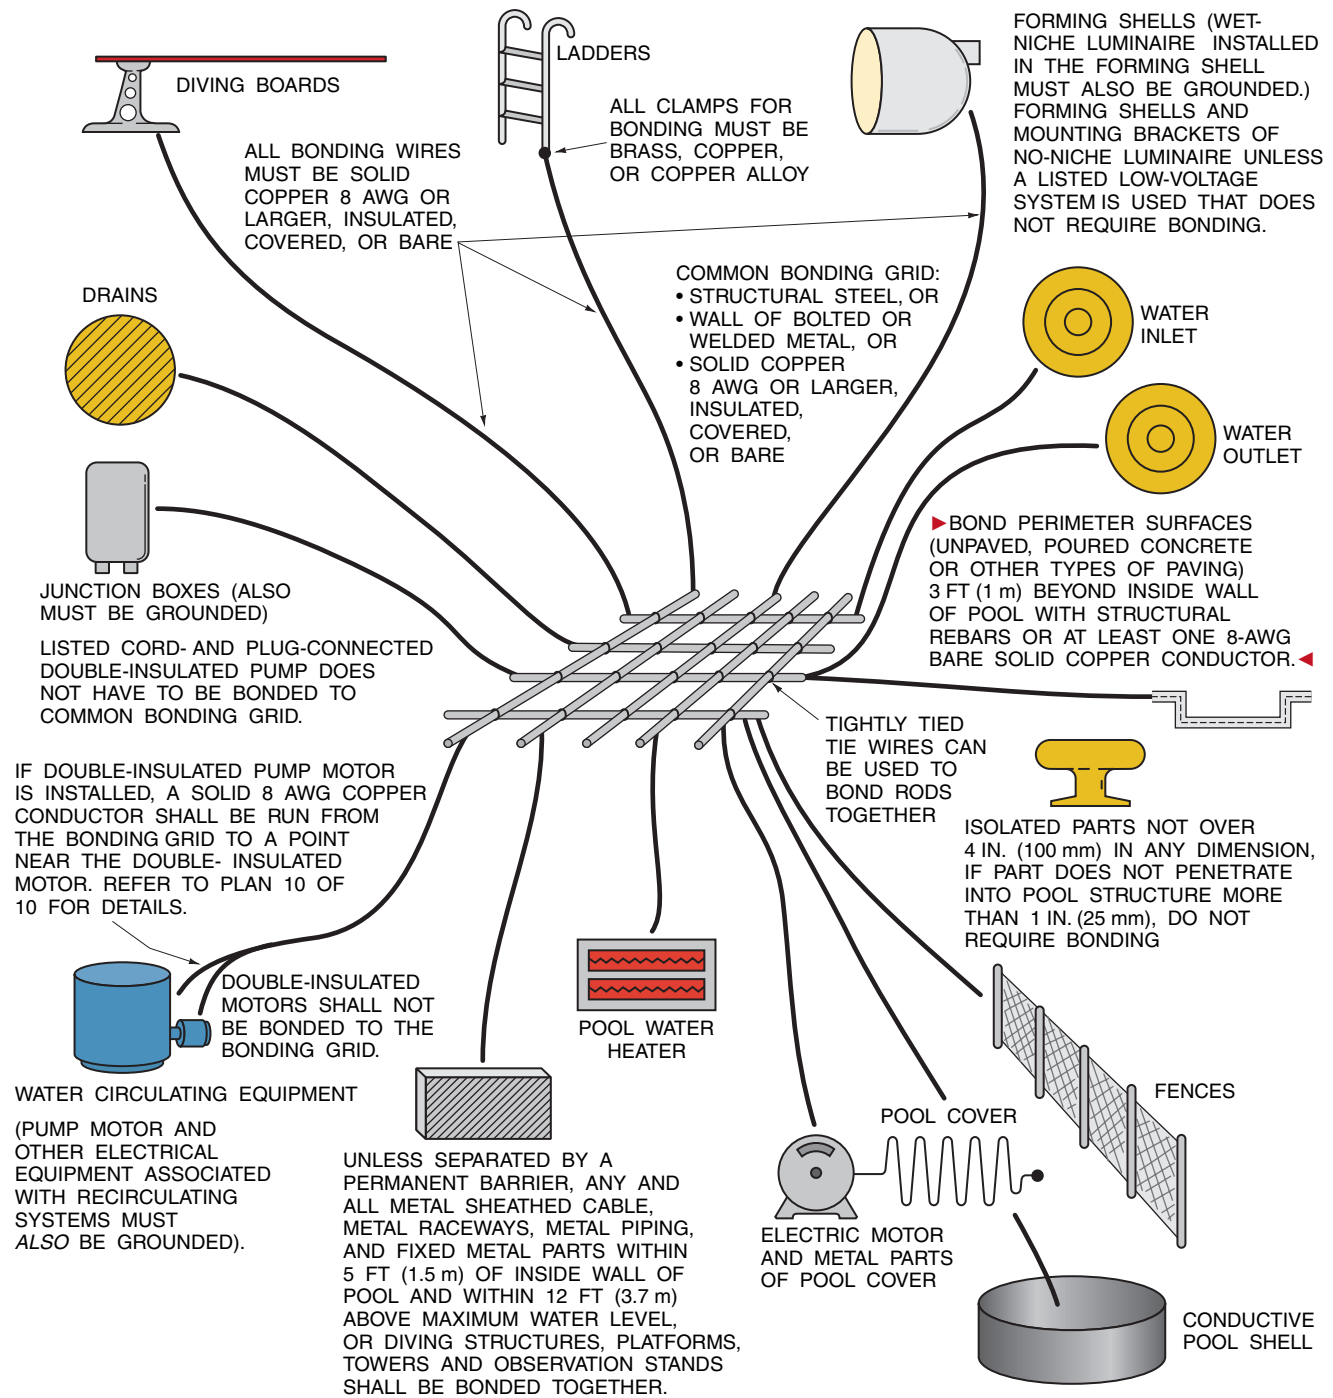 DIVING BOARDS
LADDERS
FORMING SHELLS (WET-
NICHE LUMINAIRE INSTALLED
IN THE FORMING SHELL
MUST ALSO BE GROUNDED.)
FORMING SHELLS AND
MOUNTING BRACKETS OF
NO-NICHE LUMINAIRE UNLESS
A LISTED LOW-VOLTAGE
SYSTEM IS USED THAT DOES
NOT REQUIRE BONDING.
ALL CLAMPS FOR
BONDING MUST BE
BRASS, COPPER,
OR COPPER ALLOY
ALL BONDING WIRES
MUST BE SOLID
COPPER 8 AWG OR
LARGER, INSULATED,
COVERED, OR BARE
COMMON BONDING GRID:
• STRUCTURAL STEEL, OR
• WALL OF BOLTED OR
WELDED METAL, OR
• SOLID COPPER
8 AWG OR LARGER,
INSULATED,
COVERED,
OR BARE
DRAINS
WATER
INLET
WATER
OUTLET
JUNCTION BOXES (ALSO
MUST BE GROUNDED)
LISTED CORD- AND PLUG-CONNECTED
DOUBLE-INSULATED PUMP DOES
NOT HAVE TO BE BONDED TO
COMMON BONDING GRID.
▶BOND PERIMETER SURFACES
(UNPAVED, POURED CONCRETE
OR OTHER TYPES OF PAVING)
3 FT (1 m) BEYOND INSIDE WALL
OF POOL WITH STRUCTURAL
REBARS OR AT LEAST ONE 8-AWG
BARE SOLID COPPER CONDUCTOR.◀
TIGHTLY TIED
TIE WIRES CAN
BE USED TO
BOND RODS
TOGETHER
IF DOUBLE-INSULATED PUMP MOTOR
IS INSTALLED, A SOLID 8 AWG COPPER
CONDUCTOR SHALL BE RUN FROM
THE BONDING GRID TO A POINT
NEAR THE DOUBLE- INSULATED
MOTOR. REFER TO PLAN 10 OF
10 FOR DETAILS.
ISOLATED PARTS NOT OVER
4 IN. (100 mm) IN ANY DIMENSION,
IF PART DOES NOT PENETRATE
INTO POOL STRUCTURE MORE
THAN 1 IN. (25 mm), DO NOT
REQUIRE BONDING
DOUBLE-INSULATED
MOTORS SHALL NOT
BE BONDED TO THE
BONDING GRID.
POOL WATER
HEATER
WATER CIRCULATING EQUIPMENT
(PUMP MOTOR AND
OTHER ELECTRICAL
EQUIPMENT ASSOCIATED
WITH RECIRCULATING
SYSTEMS MUST
ALSO BE GROUNDED).
FENCES
POOL COVER
UNLESS SEPARATED BY A
PERMANENT BARRIER, ANY AND
ALL METAL SHEATHED CABLE,
METAL RACEWAYS, METAL PIPING,
AND FIXED METAL PARTS WITHIN
5 FT (1.5 m) OF INSIDE WALL OF
POOL AND WITHIN 12 FT (3.7 m)
ABOVE MAXIMUM WATER LEVEL,
OR DIVING STRUCTURES, PLATFORMS,
TOWERS AND OBSERVATION STANDS
SHALL BE BONDED TOGETHER.
ELECTRIC MOTOR
AND METAL PARTS
OF POOL COVER
CONDUCTIVE
POOL SHELL